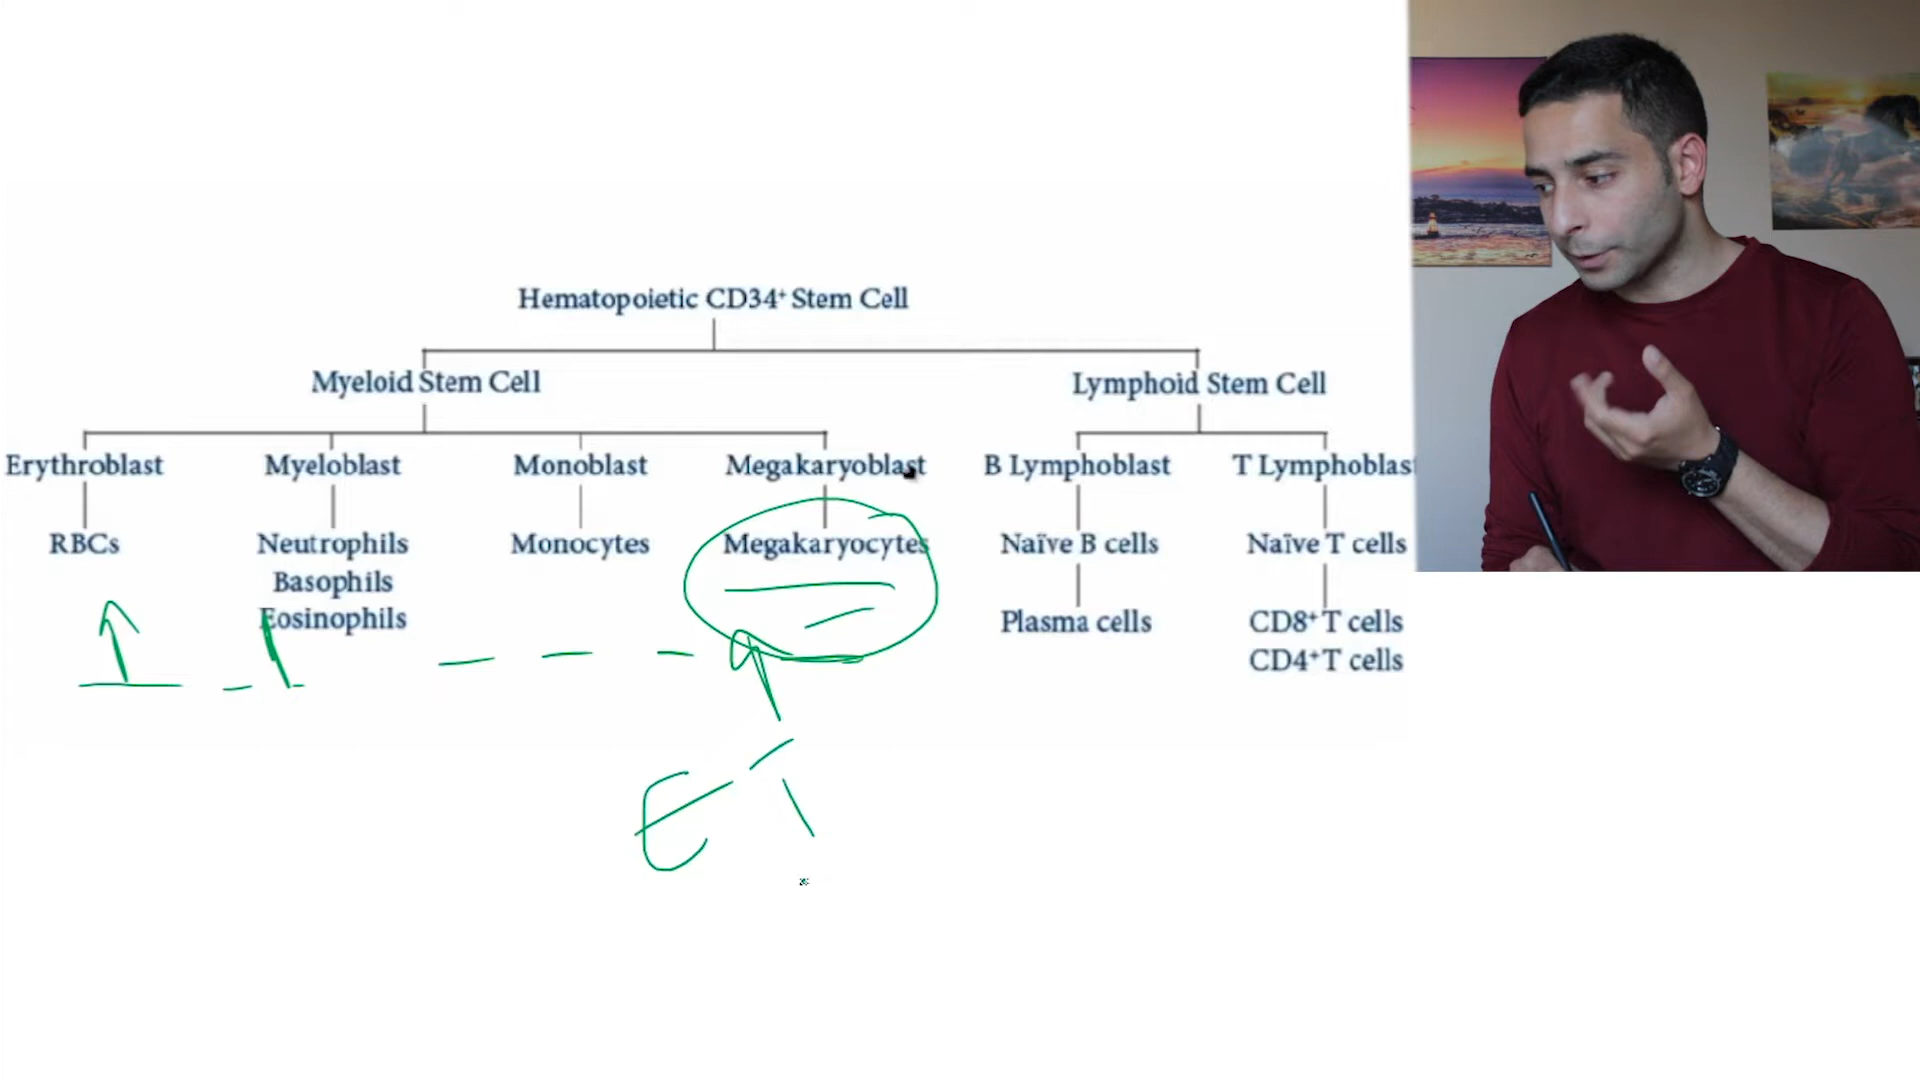 Hematopoietic CD34⁺ Stem Cell
Myeloid Stem Cell Lymphoid Stem Cell
Erythroblast Myeloblast Monoblast Megakaryoblast B Lymphoblast T Lymphoblast
RBCs Neutrophils Monocytes Megakaryocytes Naïve B cells Naïve T cells
Basophils
Eosinophils Plasma cells CD8⁺ T cells
CD4⁺ T cells
ET